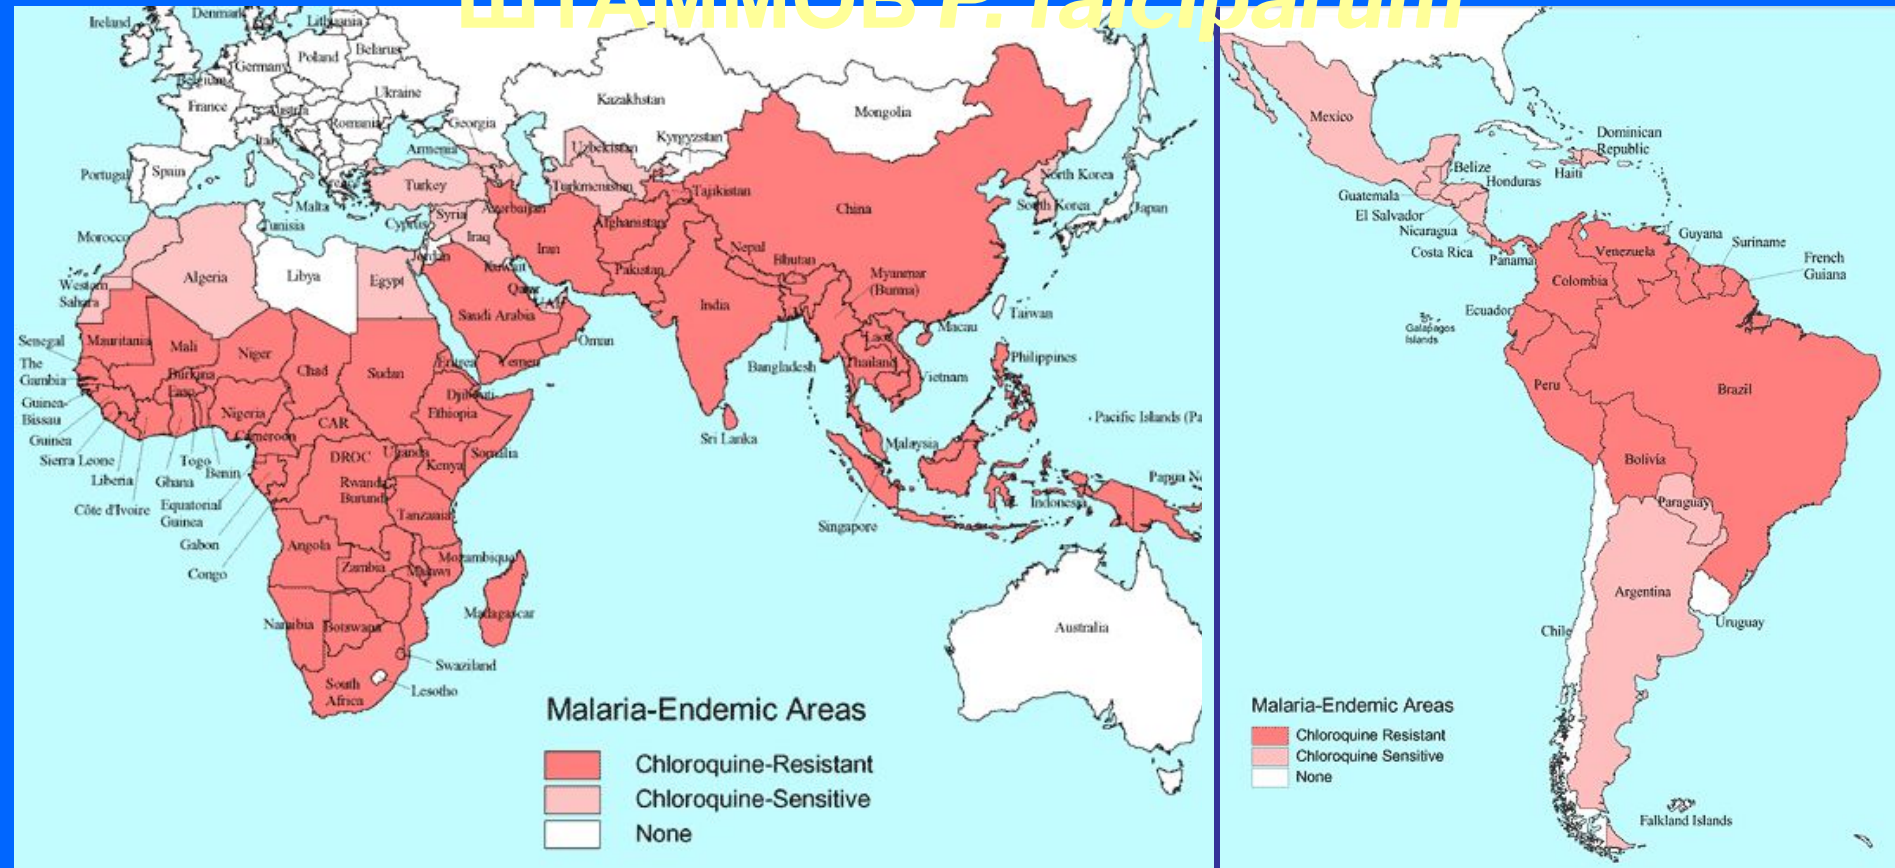 ШТАММОВ P. falciparum
Ireland
Denmark
Lithuania
Belarus
Poland
Germany
Belgium
Ukraine
France
Austria
Romania
Kazakhstan
Mongolia
Georgia
Italy
Kyrgyzstan
Armenia
Uzbekistan
Portugal
Spain
Turkey
Turkmenistan
Tajikistan
North Korea
Malta
Syria
Azerbaijan
Afghanistan
China
South Korea
Japan
Tunisia
Cyprus
Morocco
Iraq
Iran
Nepal
Jordan
Bhutan
Algeria
Libya
Egypt
Kuwait
Pakistan
Myanmar
(Burma)
Western
Sahara
Qatar
UAE
India
Saudi Arabia
Taiwan
Macau
Senegal
Mauritania
Mali
Niger
Oman
Laos
The
Gambia
Chad
Sudan
Eritrea
Yemen
Bangladesh
Thailand
Philippines
Burkina
Faso
Vietnam
Djibouti
Guinea-
Bissau
Nigeria
Ethiopia
CAR
Pacific Islands (Pa
Guinea
Cameroon
Sri Lanka
Malaysia
Sierra Leone
Togo
DROC
Uganda
Somalia
Kenya
Liberia
Ghana
Benin
Rwanda
Burundi
Papua N
Côte d'Ivoire
Equatorial
Guinea
Tanzania
Indonesia
Singapore
Gabon
Angola
Mozambique
Congo
Zambia
Malawi
Madagascar
Namibia
Botswana
Australia
Swaziland
South
Africa
Lesotho
Malaria-Endemic Areas
Chloroquine-Resistant
Chloroquine-Sensitive
None
Mexico
Dominican
Republic
Belize
Haiti
Honduras
Guatemala
El Salvador
Nicaragua
Costa Rica
Panama
Venezuela
Guyana
Suriname
French
Guiana
Colombia
Ecuador
Galapagos
Islands
Peru
Brazil
Bolivia
Paraguay
Argentina
Chile
Uruguay
Malaria-Endemic Areas
Chloroquine Resistant
Chloroquine Sensitive
None
Falkland Islands